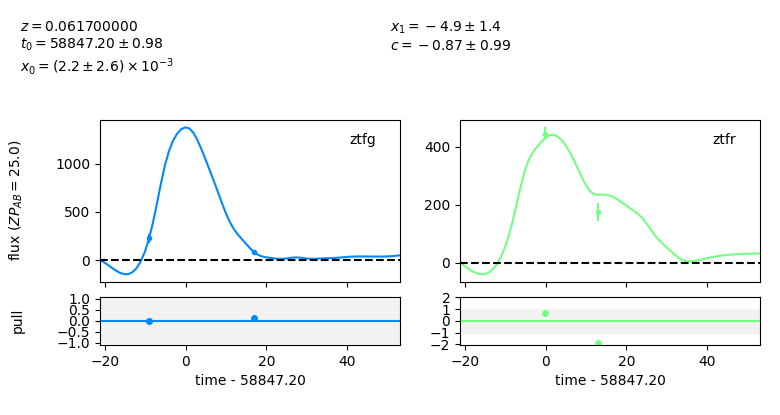 z = 0.061700000
t₀ = 58847.20 ± 0.98
x₀ = (2.2 ± 2.6) × 10⁻³
x₁ = −4.9 ± 1.4
c = −0.87 ± 0.99
flux (ZP_AB = 25.0)
ztfg
1000
500
0
ztfr
400
200
0
pull
1.0
0.5
0.0
−0.5
−1.0
−20
0
20
40
time - 58847.20
2
1
0
−1
−2
−20
0
20
40
time - 58847.20